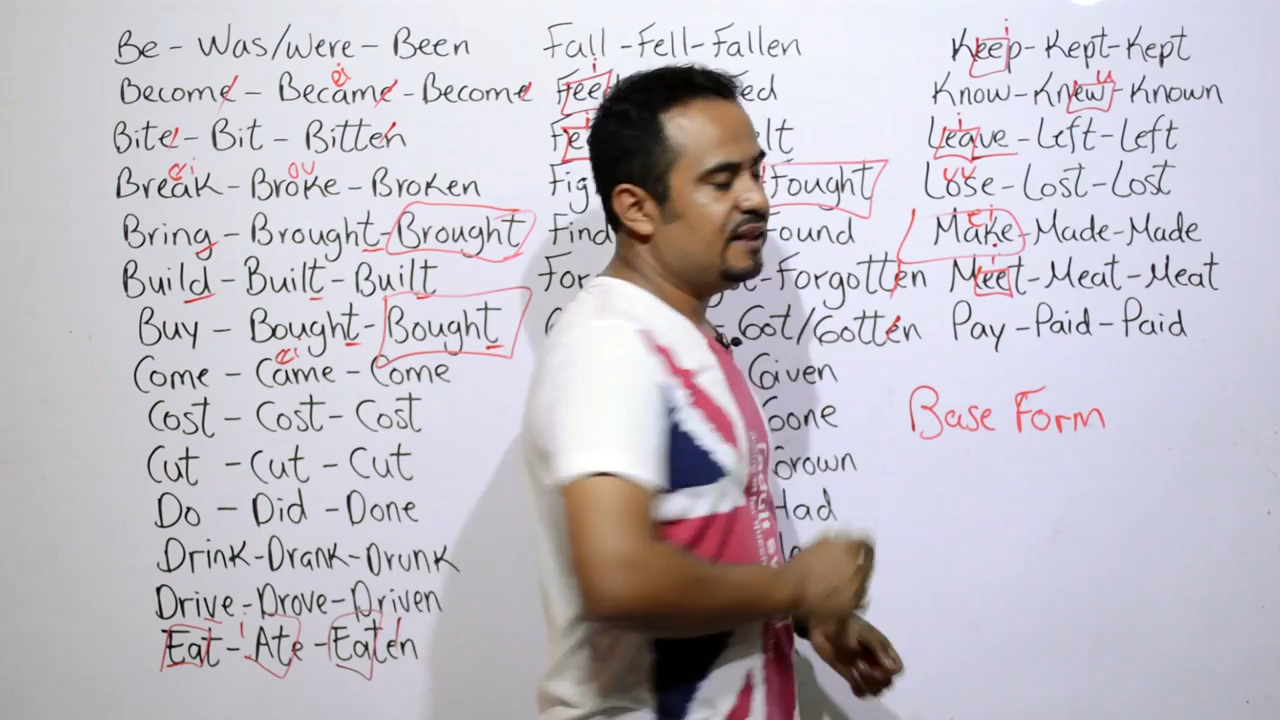 Be - Was/were - Been
Become - Became - Become
Bite - Bit - Bitten
Break - Broke - Broken
Bring - Brought - Brought
Build - Built - Built
Buy - Bought - Bought
Come - Came - Come
Cost - Cost - Cost
Cut - Cut - Cut
Do - Did - Done
Drink - Drank - Drunk
Drive - Drove - Driven
Eat - Ate - Eaten
Fall - Fell - Fallen
Fought
Find
Forgotten
Got/Gotten
Given
Gone
Grown
Had
Keep - Kept - Kept
Know - Knew - Known
Leave - Left - Left
Lose - Lost - Lost
Make - Made - Made
Meet - Meat - Meat
Pay - Paid - Paid
Base Form